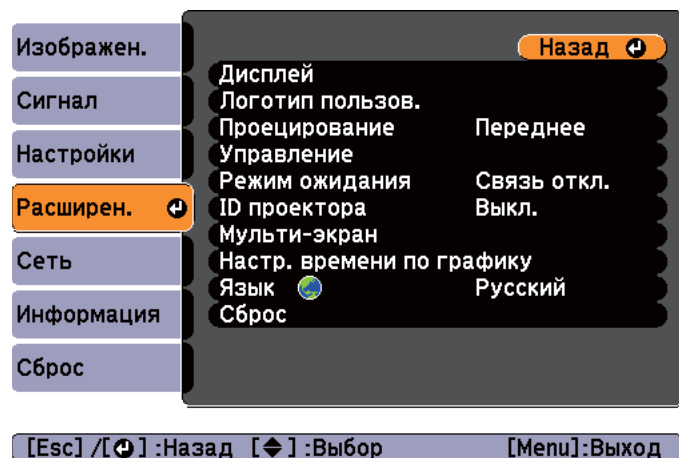 Изображен.
Сигнал
Настройки
Расширен.
Сеть
Информация
Сброс
Назад
Дисплей
Логотип пользов.
Проецирование Переднее
Управление
Режим ожидания Связь откл.
ID проектора Выкл.
Мульти-экран
Настр. времени по графику
Язык Русский
Сброс
[Esc] /[ ] :Назад [ ] :Выбор [Menu]:Выход